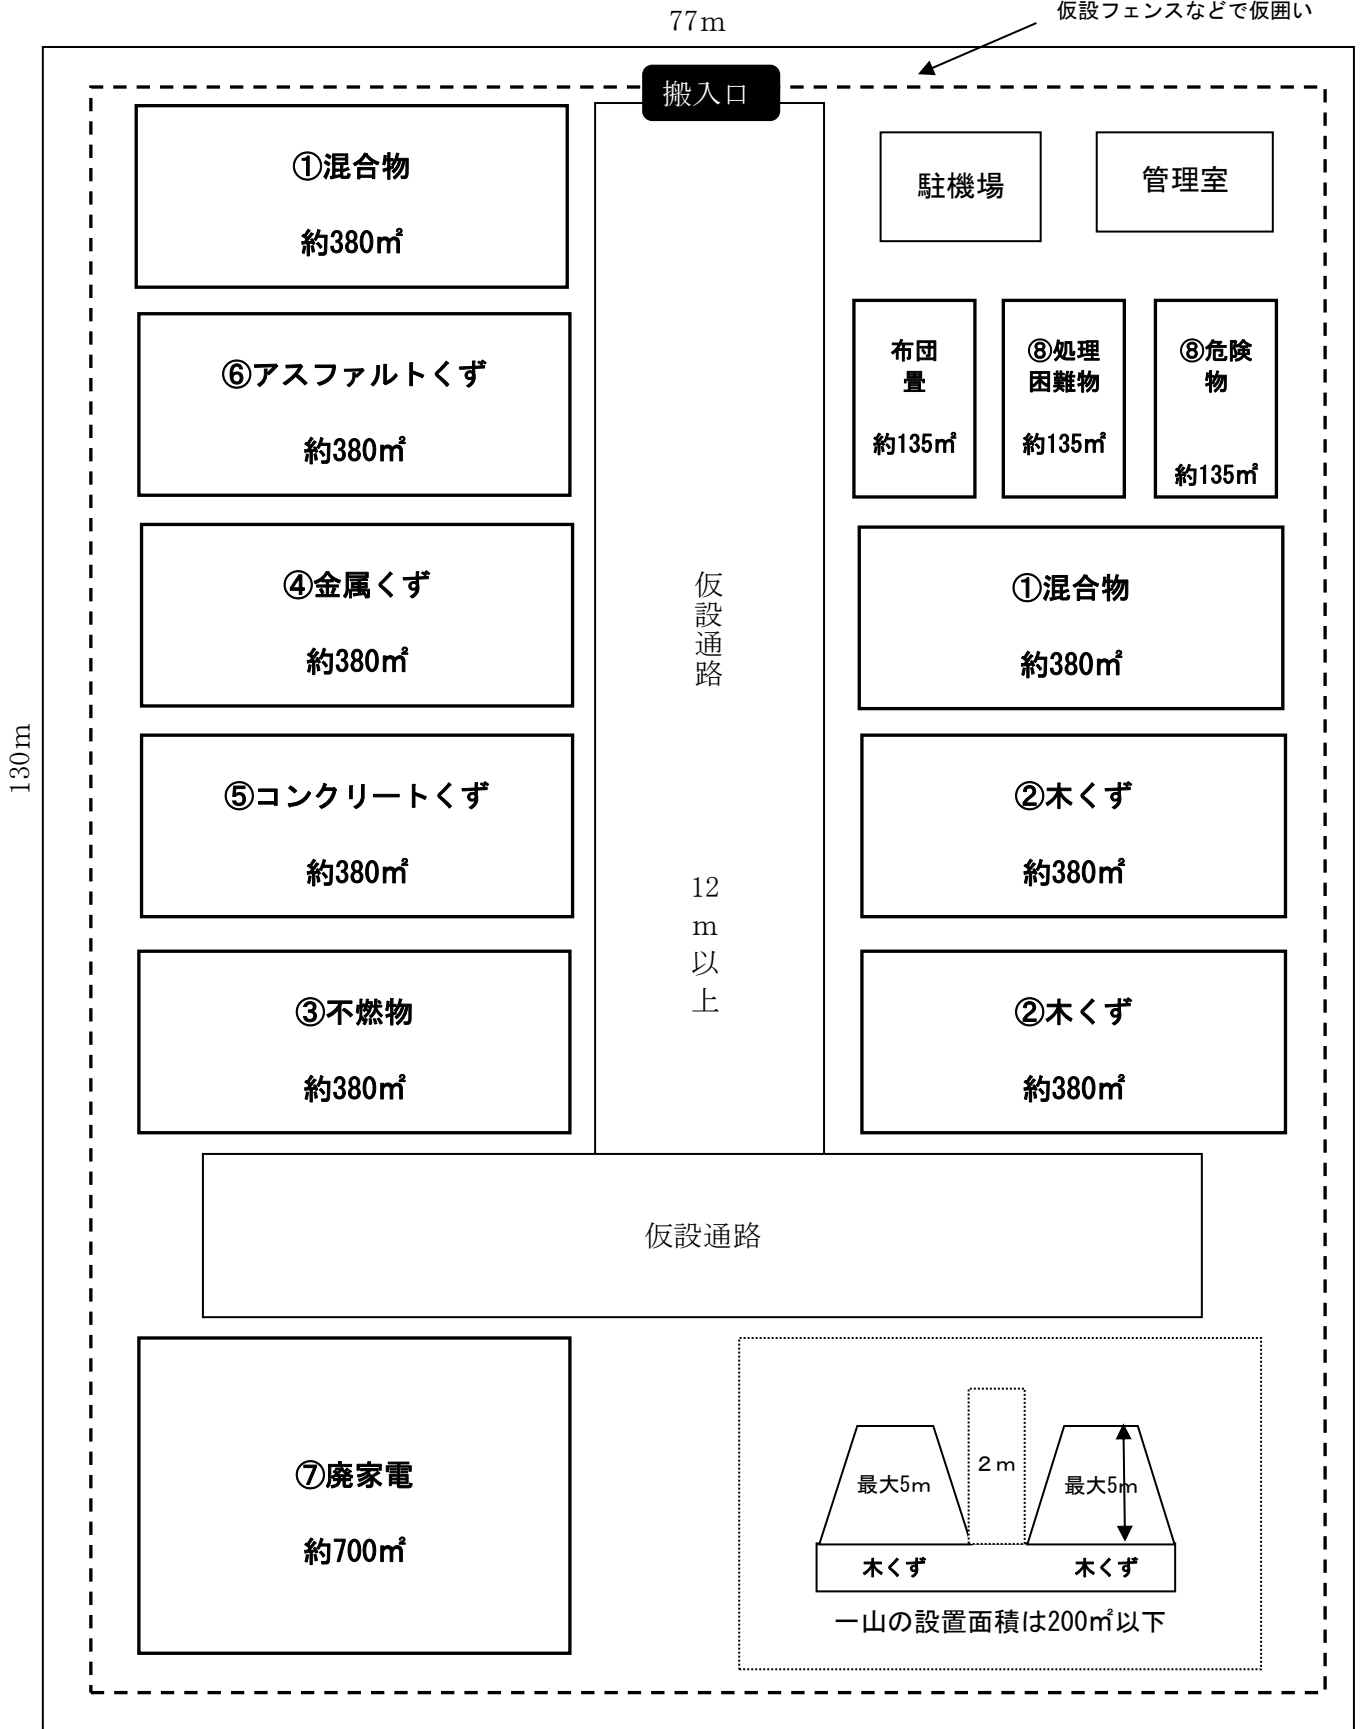 77m
仮設フェンスなどで仮囲い
搬入口
①混合物
約380㎡
駐機場
管理室
⑥アスファルトくず
約380㎡
布団
畳
約135㎡
⑧処理
困難物
約135㎡
⑧危険
物
約135㎡
④金属くず
約380㎡
仮設通路
①混合物
約380㎡
130m
⑤コンクリートくず
約380㎡
12
m
以
上
②木くず
約380㎡
③不燃物
約380㎡
②木くず
約380㎡
仮設通路
⑦廃家電
約700㎡
最大5m
2m
最大5m
木くず
木くず
一山の設置面積は200㎡以下